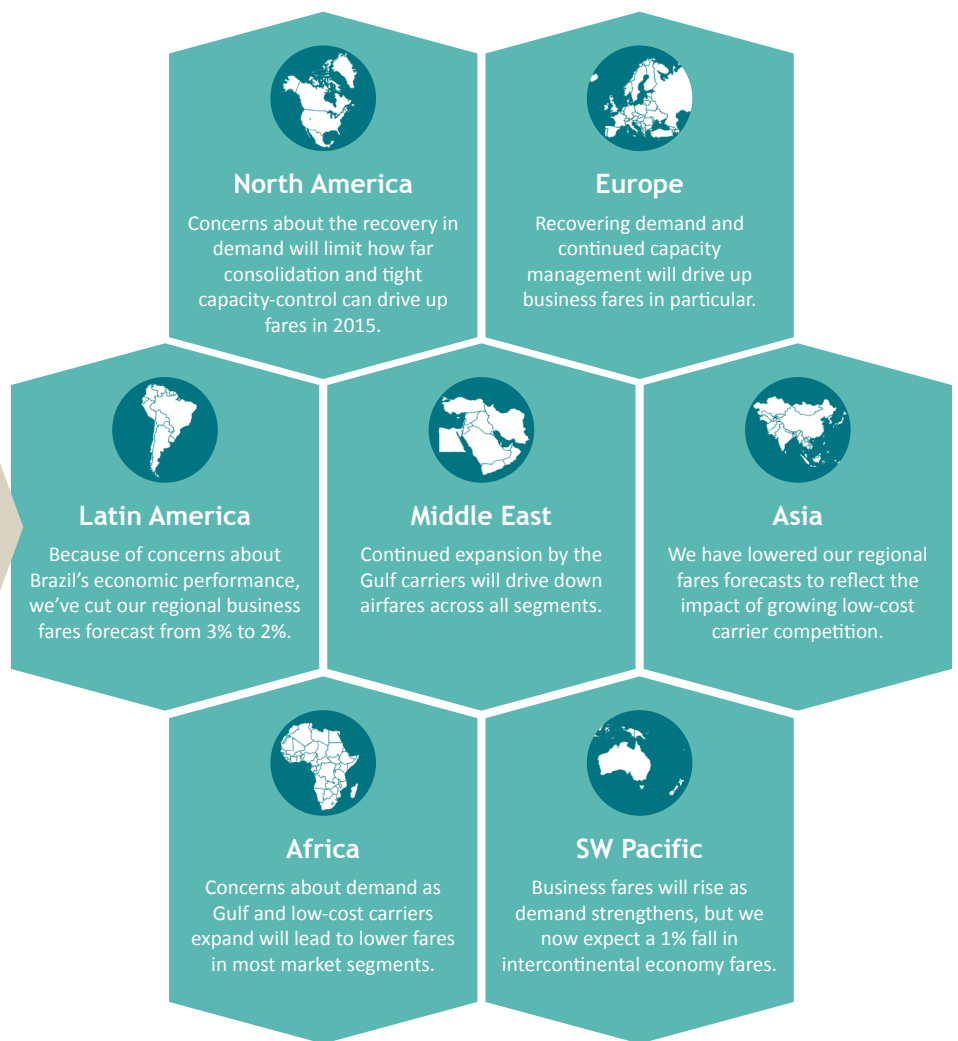 North America
Concerns about the recovery in
demand will limit how far
consolidation and tight
capacity-control can drive up
fares in 2015.
Europe
Recovering demand and
continued capacity
management will drive up
business fares in particular.
Latin America
Because of concerns about
Brazil’s economic performance,
we’ve cut our regional business
fares forecast from 3% to 2%.
Middle East
Continued expansion by the
Gulf carriers will drive down
airfares across all segments.
Asia
We have lowered our regional
fares forecasts to reflect the
impact of growing low-cost
carrier competition.
Africa
Concerns about demand as
Gulf and low-cost carriers
expand will lead to lower fares
in most market segments.
SW Pacific
Business fares will rise as
demand strengthens, but we
now expect a 1% fall in
intercontinental economy fares.